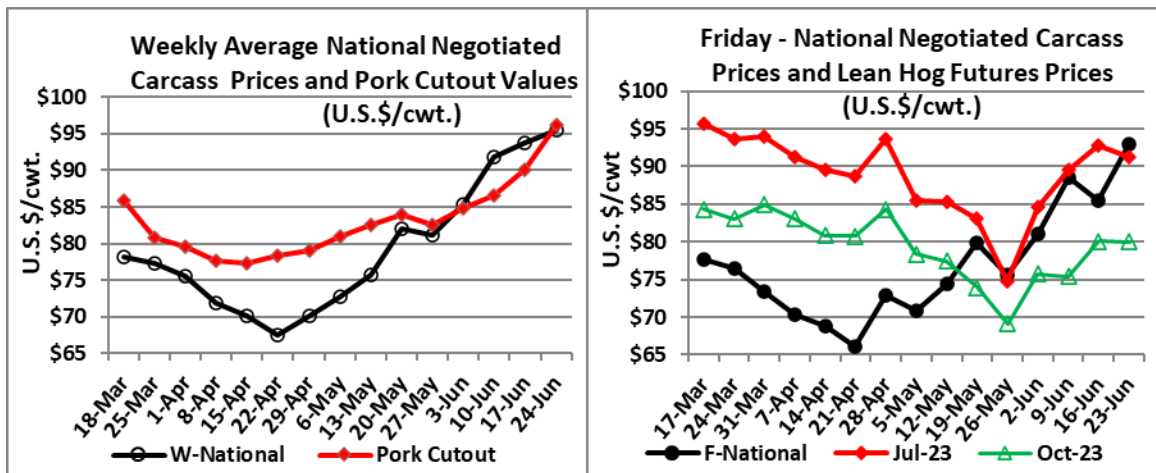 Weekly Average National Negotiated
Carcass Prices and Pork Cutout Values
(U.S.$/cwt.)
U.S. $/cwt.
$100
$95
$90
$85
$80
$75
$70
$65
18-Mar
25-Mar
1-Apr
8-Apr
15-Apr
22-Apr
29-Apr
6-May
13-May
20-May
27-May
3-Jun
10-Jun
17-Jun
24-Jun
W-National
Pork Cutout
Friday - National Negotiated Carcass
Prices and Lean Hog Futures Prices
(U.S.$/cwt.)
U.S. $/cwt
$100
$95
$90
$85
$80
$75
$70
$65
17-Mar
24-Mar
31-Mar
7-Apr
14-Apr
21-Apr
28-Apr
5-May
12-May
19-May
26-May
2-Jun
9-Jun
16-Jun
23-Jun
F-National
Jul-23
Oct-23